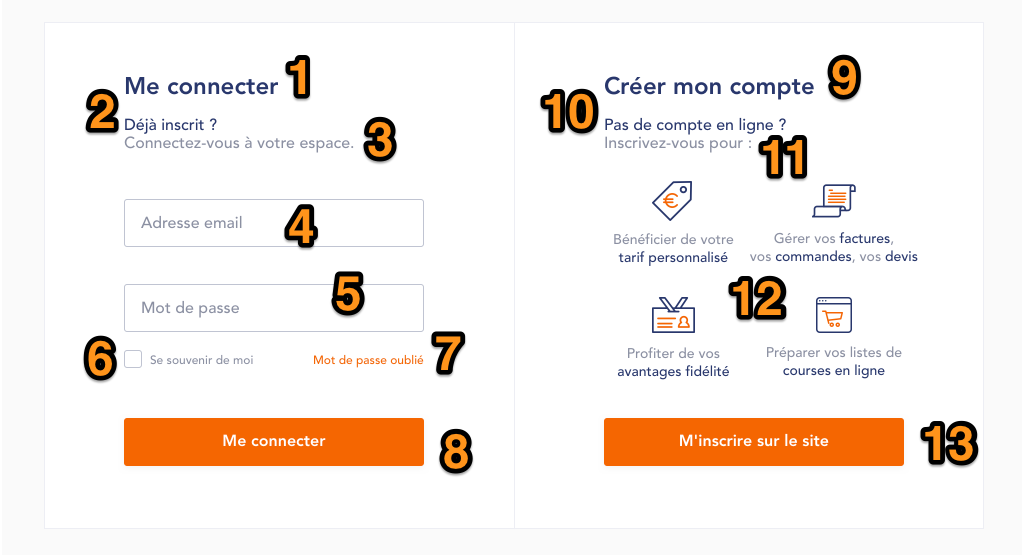 Me connecter 1
2 Déjà inscrit ?
Connectez-vous à votre espace. 3
Adresse email 4
Mot de passe 5
6 Se souvenir de moi
Mot de passe oublié 7
Me connecter 8
Créer mon compte 9
10 Pas de compte en ligne ?
Inscrivez-vous pour : 11
€
Bénéficier de votre
tarif personnalisé
Gérer vos factures,
vos commandes, vos devis
12
Profiter de vos
avantages fidélité
Préparer vos listes de
courses en ligne
M'inscrire sur le site 13